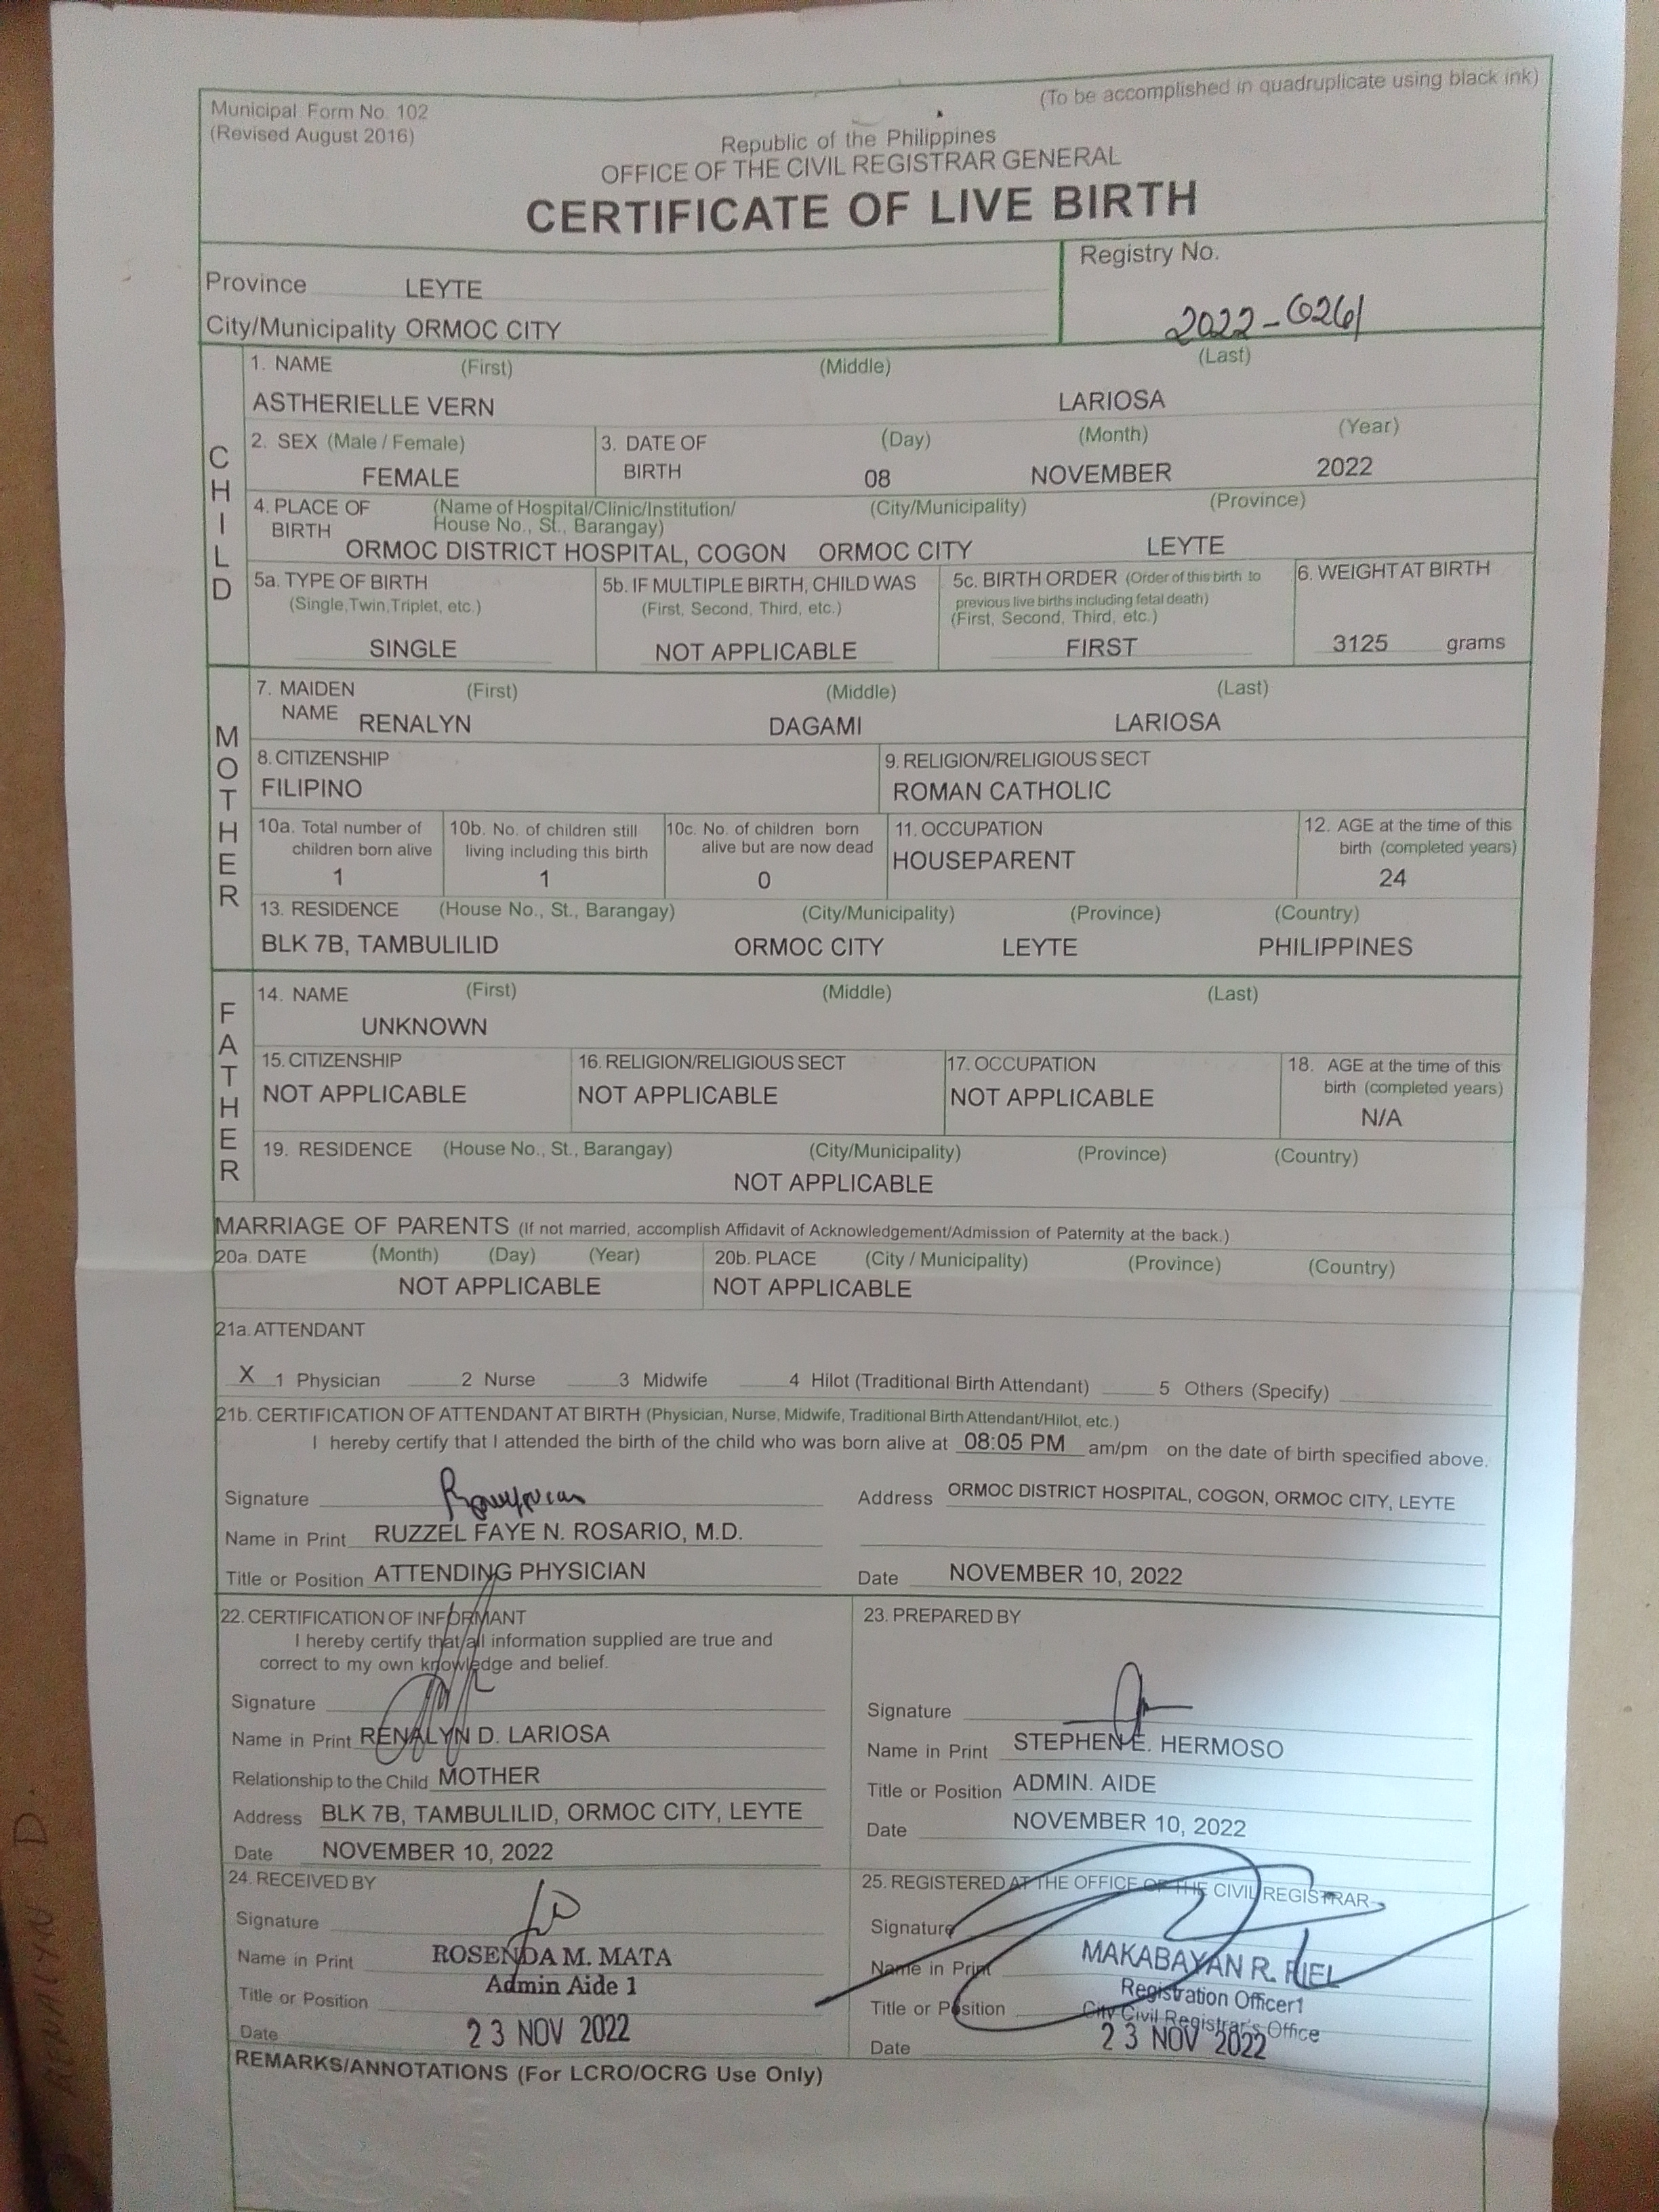 (To be accomplished in quadruplicate using black ink)
Municipal Form No. 102
(Revised August 2016)
Republic of the Philippines
OFFICE OF THE CIVIL REGISTRAR GENERAL
CERTIFICATE OF LIVE BIRTH
Province LEYTE
City/Municipality ORMOC CITY
Registry No.
CHILD
1. NAME (First) (Middle) (Last)
ASTHERIELLE VERN LARIOSA
2. SEX (Male / Female) 3. DATE OF BIRTH (Day) (Month) (Year)
FEMALE 08 NOVEMBER 2022
4. PLACE OF BIRTH (Name of Hospital/Clinic/Institution/ House No., St., Barangay) (City/Municipality) (Province)
ORMOC DISTRICT HOSPITAL, COGON ORMOC CITY LEYTE
5a. TYPE OF BIRTH (Single,Twin,Triplet, etc.)
SINGLE
5b. IF MULTIPLE BIRTH, CHILD WAS (First, Second, Third, etc.)
NOT APPLICABLE
5c. BIRTH ORDER (Order of this birth to previous live births including fetal death) (First, Second, Third, etc.)
FIRST
6. WEIGHT AT BIRTH
3125 grams
MOTHER
7. MAIDEN NAME (First) (Middle) (Last)
RENALYN DAGAMI LARIOSA
8. CITIZENSHIP
FILIPINO
9. RELIGION/RELIGIOUS SECT
ROMAN CATHOLIC
10a. Total number of children born alive
1
10b. No. of children still living including this birth
1
10c. No. of children born alive but are now dead
0
11. OCCUPATION
HOUSEPARENT
12. AGE at the time of this birth (completed years)
24
13. RESIDENCE (House No., St., Barangay) (City/Municipality) (Province) (Country)
BLK 7B, TAMBULILID ORMOC CITY LEYTE PHILIPPINES
FATHER
14. NAME (First) (Middle) (Last)
UNKNOWN
15. CITIZENSHIP
NOT APPLICABLE
16. RELIGION/RELIGIOUS SECT
NOT APPLICABLE
17. OCCUPATION
NOT APPLICABLE
18. AGE at the time of this birth (completed years)
N/A
19. RESIDENCE (House No., St., Barangay) (City/Municipality) (Province) (Country)
NOT APPLICABLE
MARRIAGE OF PARENTS (If not married, accomplish Affidavit of Acknowledgement/Admission of Paternity at the back.)
20a. DATE (Month) (Day) (Year)
NOT APPLICABLE
20b. PLACE (City / Municipality) (Province) (Country)
NOT APPLICABLE
21a. ATTENDANT
X 1 Physician 2 Nurse 3 Midwife 4 Hilot (Traditional Birth Attendant) 5 Others (Specify)
21b. CERTIFICATION OF ATTENDANT AT BIRTH (Physician, Nurse, Midwife, Traditional Birth Attendant/Hilot, etc.)
I hereby certify that I attended the birth of the child who was born alive at 08:05 PM am/pm on the date of birth specified above.
Signature
Name in Print RUZZEL FAYE N. ROSARIO, M.D.
Title or Position ATTENDING PHYSICIAN
Address ORMOC DISTRICT HOSPITAL, COGON, ORMOC CITY, LEYTE
Date NOVEMBER 10, 2022
22. CERTIFICATION OF INFORMANT
I hereby certify that all information supplied are true and
correct to my own knowledge and belief.
Signature
Name in Print RENALYN D. LARIOSA
Relationship to the Child MOTHER
Address BLK 7B, TAMBULILID, ORMOC CITY, LEYTE
Date NOVEMBER 10, 2022
23. PREPARED BY
Signature
Name in Print STEPHEN E. HERMOSO
Title or Position ADMIN. AIDE
Date NOVEMBER 10, 2022
24. RECEIVED BY
Signature
Name in Print ROSENDA M. MATA
Title or Position Admin Aide 1
Date 23 NOV 2022
25. REGISTERED AT THE OFFICE OF THE CIVIL REGISTRAR
Signature
Name in Print MAKABAYAN R. RIEL
Title or Position Registration Officer1
City Civil Registrar's Office
Date 23 NOV 2022
REMARKS/ANNOTATIONS (For LCRO/OCRG Use Only)
RENALYN D.